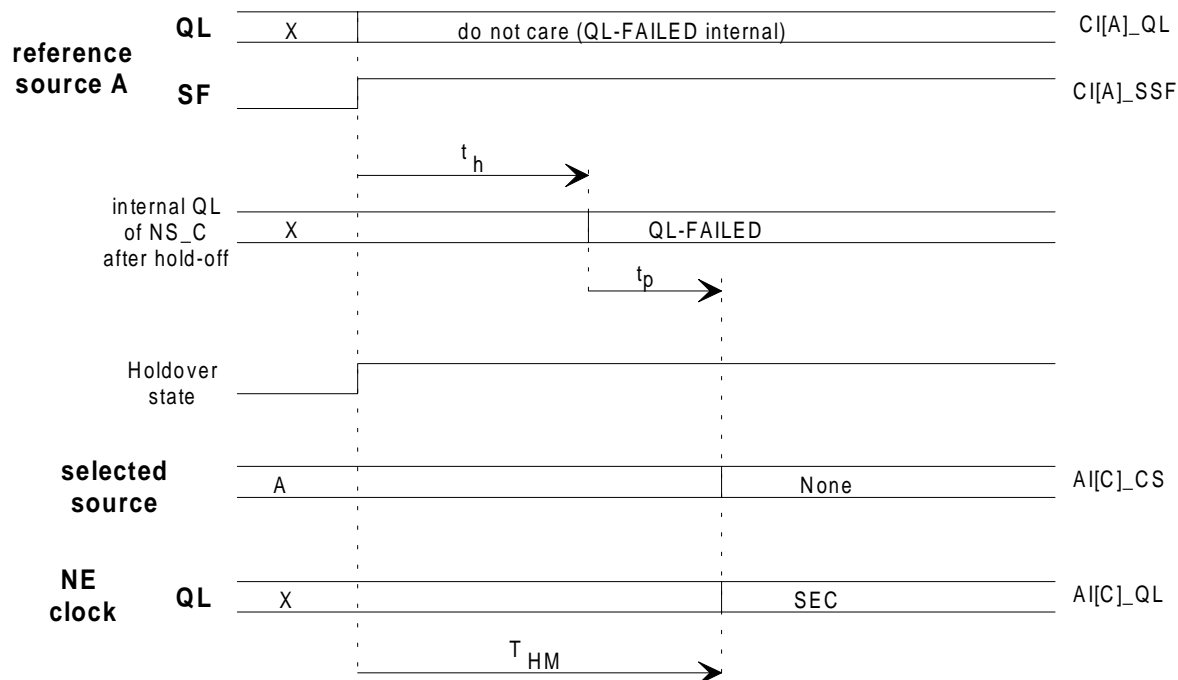 reference
source A
QL
X
do not care (QL-FAILED internal)
CI[A]_QL
SF
CI[A]_SSF
t h
internal QL
of NS_C
after hold-off
X
QL-FAILED
tp
Holdover
state
selected
source
A
None
AI[C]_CS
NE
clock
QL
X
SEC
AI[C]_QL
T HM